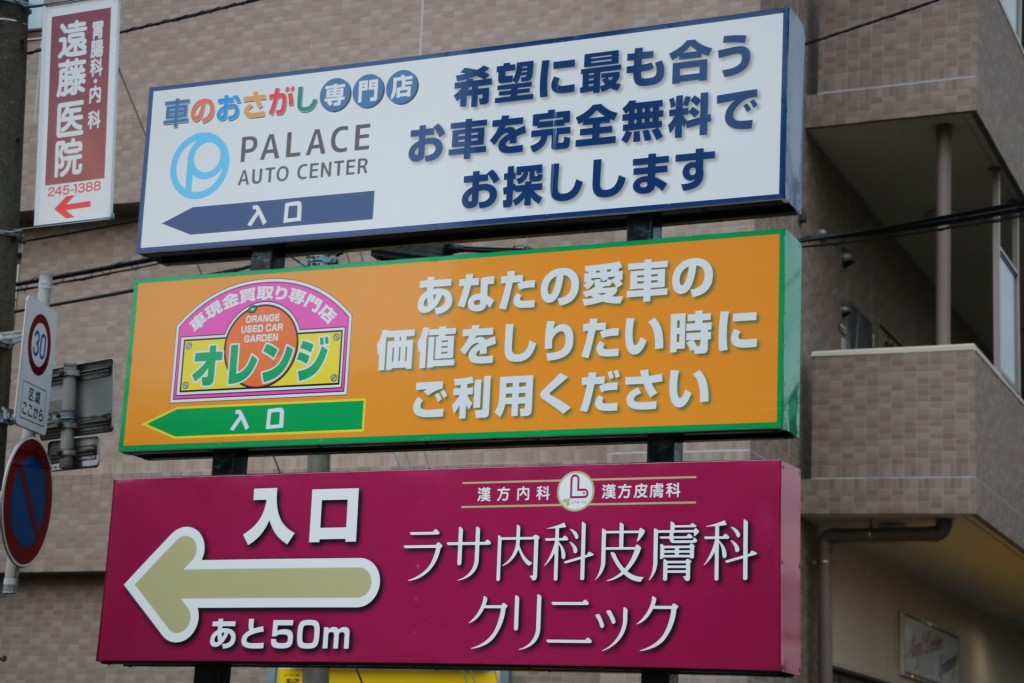 胃腸科・内科
遠藤医院
245-1388
車のおさがし専門店
PALACE
AUTO CENTER
入口
希望に最も合う
お車を完全無料で
お探しします
車現金買取り専門店
ORANGE
USED CAR
GARDEN
オレンジ
入口
あなたの愛車の
価値をしりたい時に
ご利用ください
30
区域
ここから
入口
あと50m
漢方内科 漢方皮膚科
ラサ内科皮膚科
クリニック